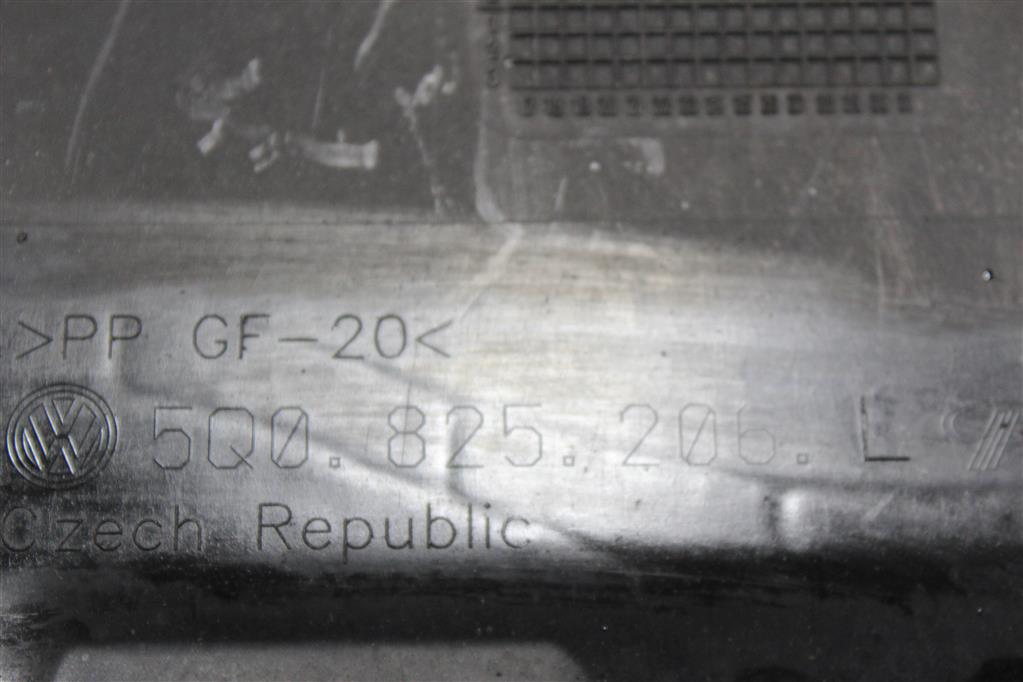 >PP GF-20<
5Q0.825.206. L
Czech Republic